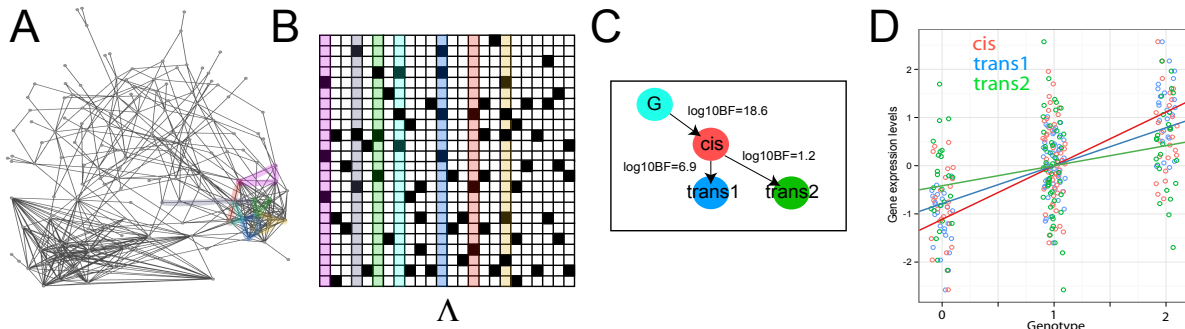 A
B
C
D
Λ
G
log10BF=18.6
cis
log10BF=6.9
log10BF=1.2
trans1
trans2
cis
trans1
trans2
Gene expression levels
2
1
0
-1
-2
0
1
2
Genotype